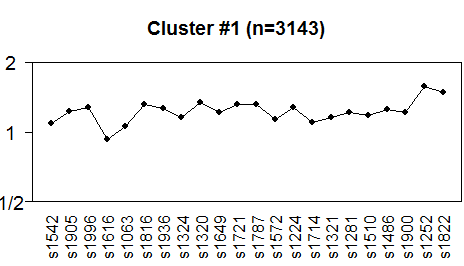 Cluster #1 (n=3143)
2
1
1/2
s1542
s1905
s1996
s1616
s1063
s1816
s1936
s1324
s1320
s1649
s1721
s1787
s1572
s1224
s1714
s1321
s1281
s1510
s1486
s1900
s1252
s1822